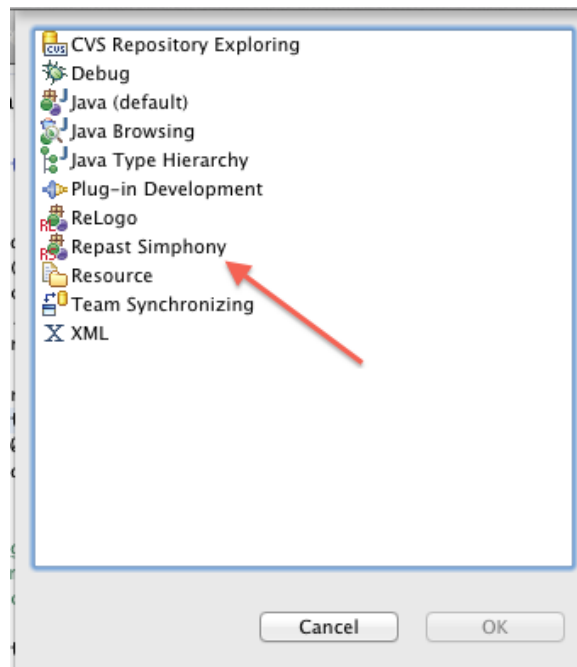 CVS Repository Exploring
Debug
Java (default)
Java Browsing
Java Type Hierarchy
Plug-in Development
ReLogo
Repast Simphony
Resource
Team Synchronizing
X XML
Cancel OK